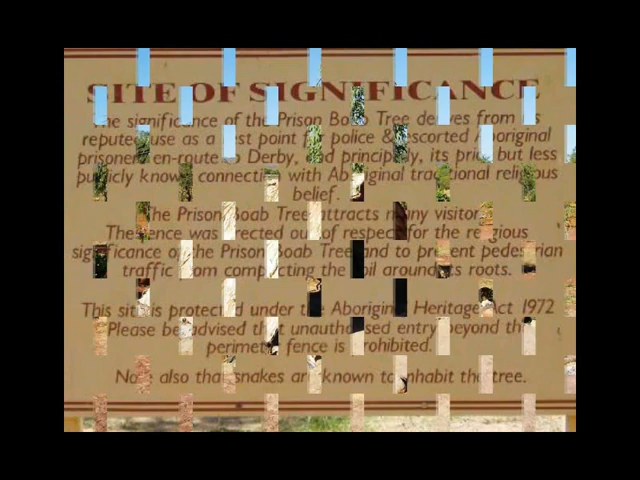 SITE OF SIGNIFICANCE
The significance of the Prison Boab Tree derives from its
reputed use as a rest point for police & escorted Aboriginal
prisoners en-route to Derby, and principally, its prior but less
publicly known connection with Aboriginal traditional religious
belief.
The Prison Boab Tree attracts many visitors.
The fence was erected out of respect for the religious
significance of the Prison Boab Tree and to prevent pedestrian
traffic from compacting the soil around its roots.
This site is protected under the Aboriginal Heritage Act 1972
Please be advised that unauthorised entry beyond the
perimeter fence is prohibited.
Note also that snakes are known to inhabit the tree.